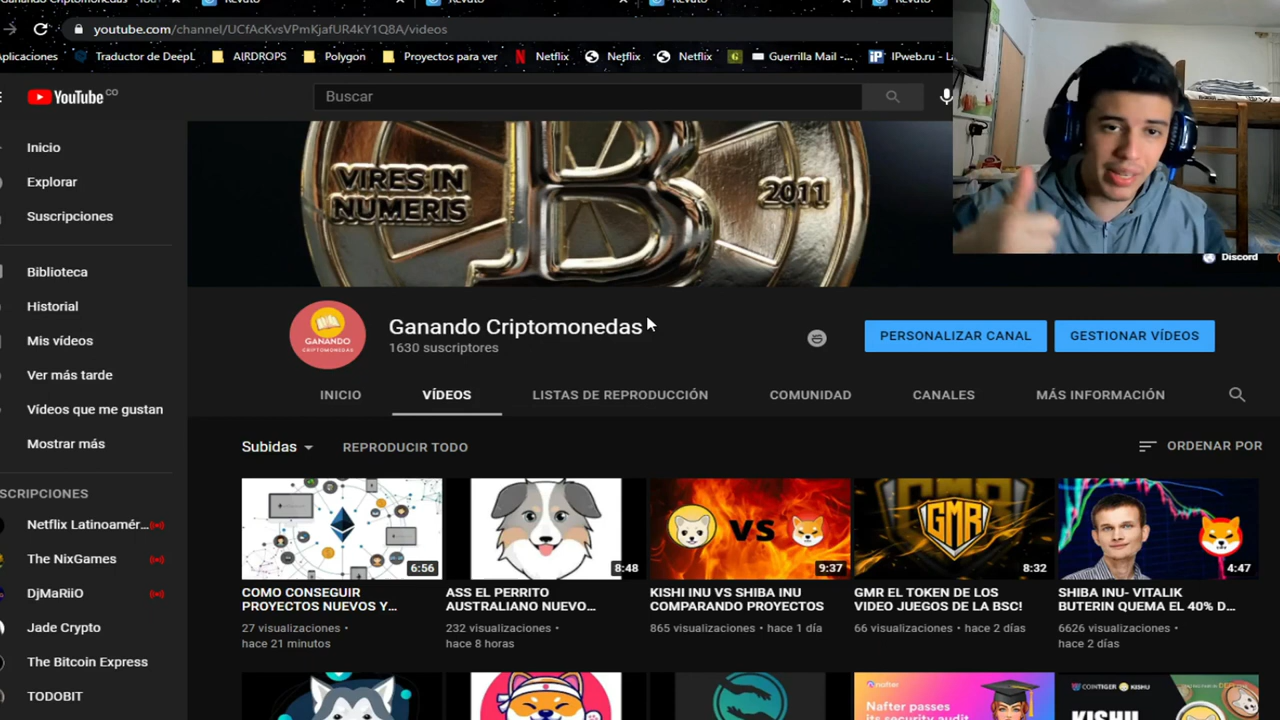 youtube.com/channel/UCfAcKvsVPmKjafUR4kY1Q8A/videos
Aplicaciones Traductor de DeepL AIRDROPS Polygon Proyectos para ver Netflix Netflix Netflix Guerrilla Mail -... IPweb.ru -
YouTube CO
Buscar
Inicio
Explorar
Suscripciones
Biblioteca
Historial
Mis vídeos
Ver más tarde
Vídeos que me gustan
Mostrar más
SCRIPCIONES
Netflix Latinoamér...
The NixGames
DjMaRiiO
Jade Crypto
The Bitcoin Express
TODOBIT
VIRES IN
NUMERIS
B
2011
Discord
GANANDO
CRIPTOMONEDAS
Ganando Criptomonedas
1630 suscriptores
PERSONALIZAR CANAL
GESTIONAR VÍDEOS
INICIO VÍDEOS LISTAS DE REPRODUCCIÓN COMUNIDAD CANALES MÁS INFORMACIÓN
Subidas REPRODUCIR TODO ORDENAR POR
6:56
COMO CONSEGUIR
PROYECTOS NUEVOS Y...
27 visualizaciones •
hace 21 minutos
8:48
ASS EL PERRITO
AUSTRALIANO NUEVO...
232 visualizaciones •
hace 8 horas
VS
9:37
KISHI INU VS SHIBA INU
COMPARANDO PROYECTOS
865 visualizaciones • hace 1 día
GMR
8:32
GMR EL TOKEN DE LOS
VIDEO JUEGOS DE LA BSC!
66 visualizaciones • hace 2 días
4:47
SHIBA INU- VITALIK
BUTERIN QUEMA EL 40% D...
6626 visualizaciones •
hace 2 días
nafter
Nafter passes
its security audit
COINTIGER KISHU
KISHU